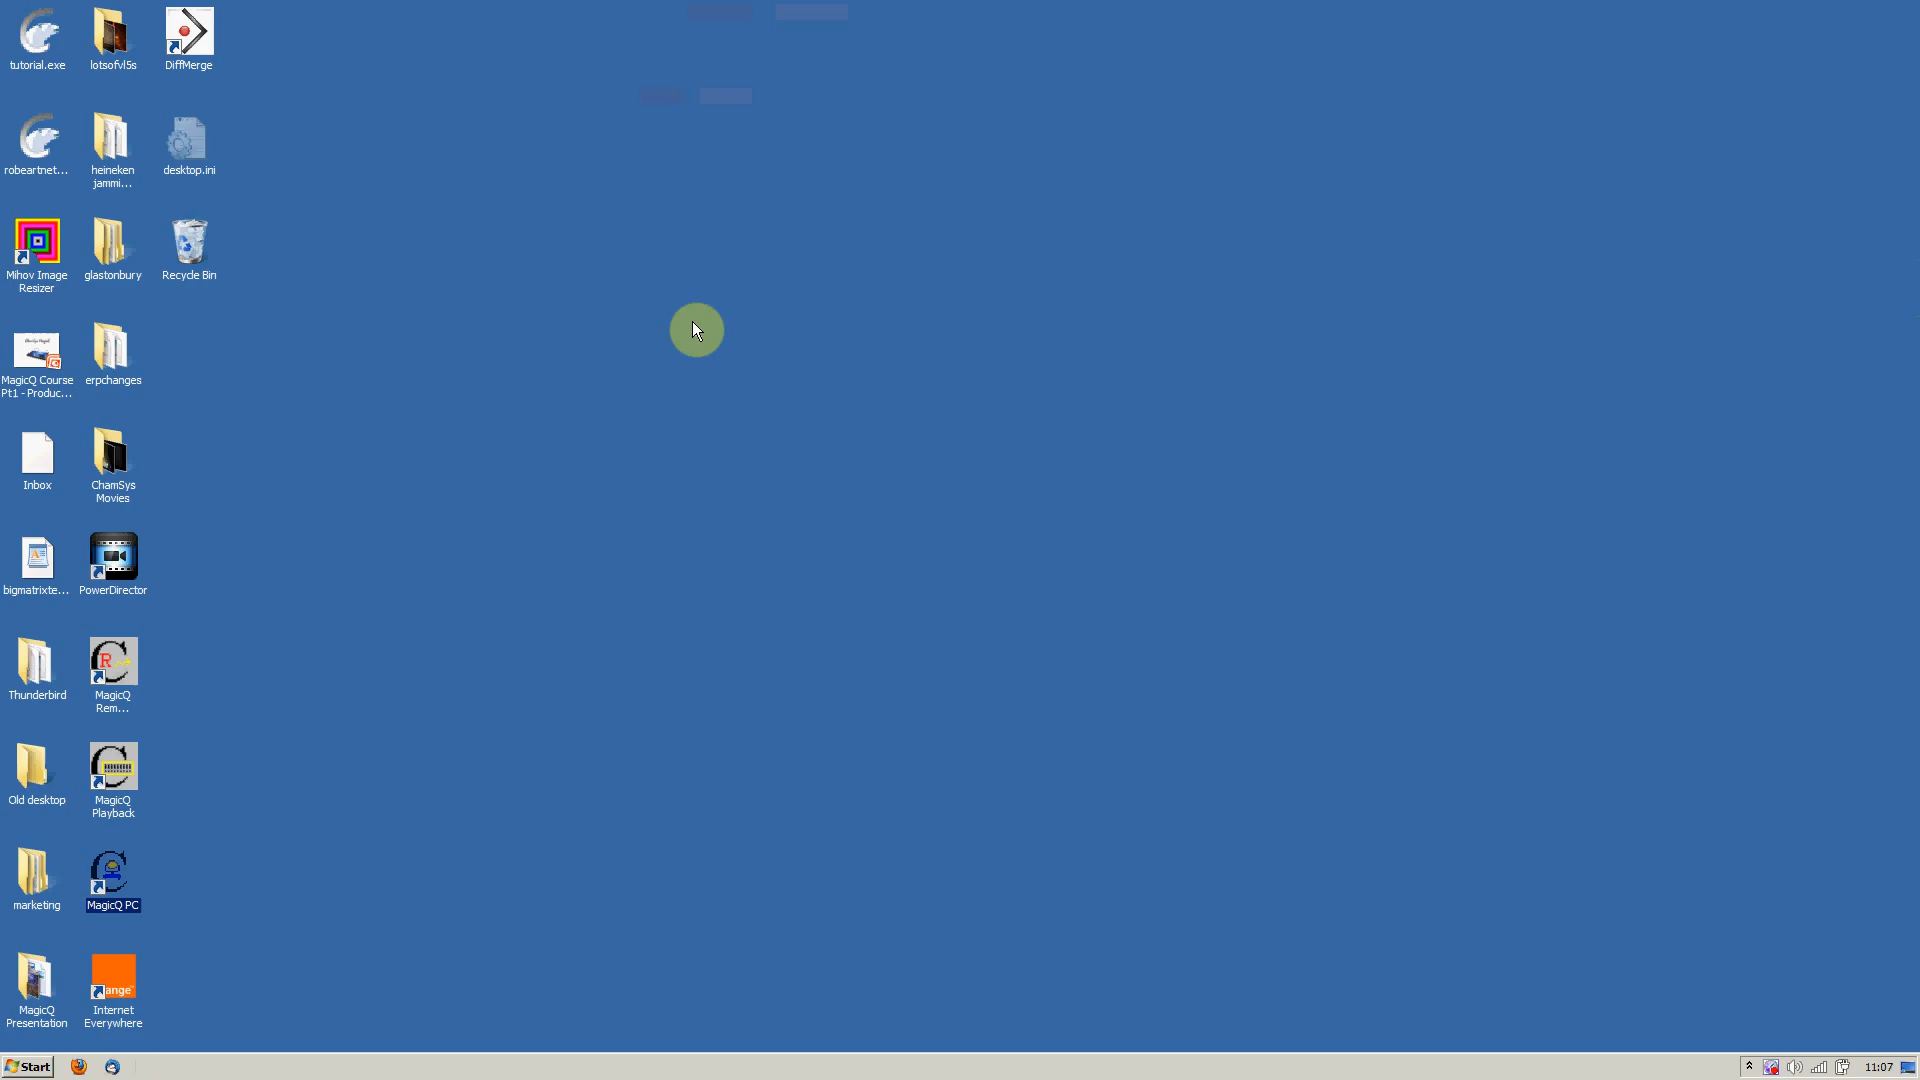 tutorial.exe
lotsofvl5s
DiffMerge
robeartnet...
heineken
jammi...
desktop.ini
Mihov Image
Resizer
glastonbury
Recycle Bin
MagicQ Course
Pt1 - Produc...
erpchanges
Inbox
ChamSys
Movies
bigmatrixte...
PowerDirector
Thunderbird
MagicQ
Rem...
Old desktop
MagicQ
Playback
marketing
MagicQ PC
ange
MagicQ
Presentation
Internet
Everywhere
Start
11:07